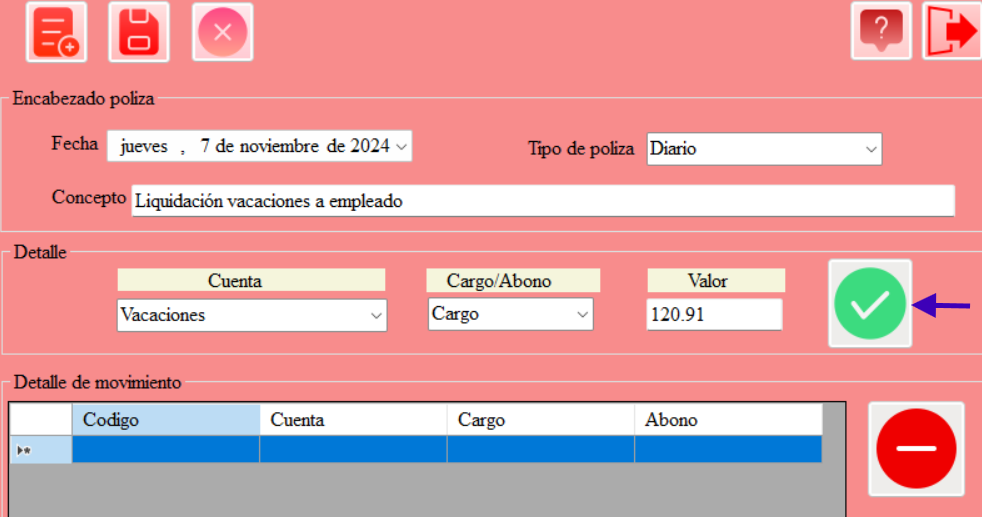 ?
Encabezado poliza
Fecha jueves , 7 de noviembre de 2024 Tipo de poliza Diario
Concepto Liquidación vacaciones a empleado
Detalle
Cuenta Cargo/Abono Valor
Vacaciones Cargo 120.91
Detalle de movimiento
Codigo Cuenta Cargo Abono